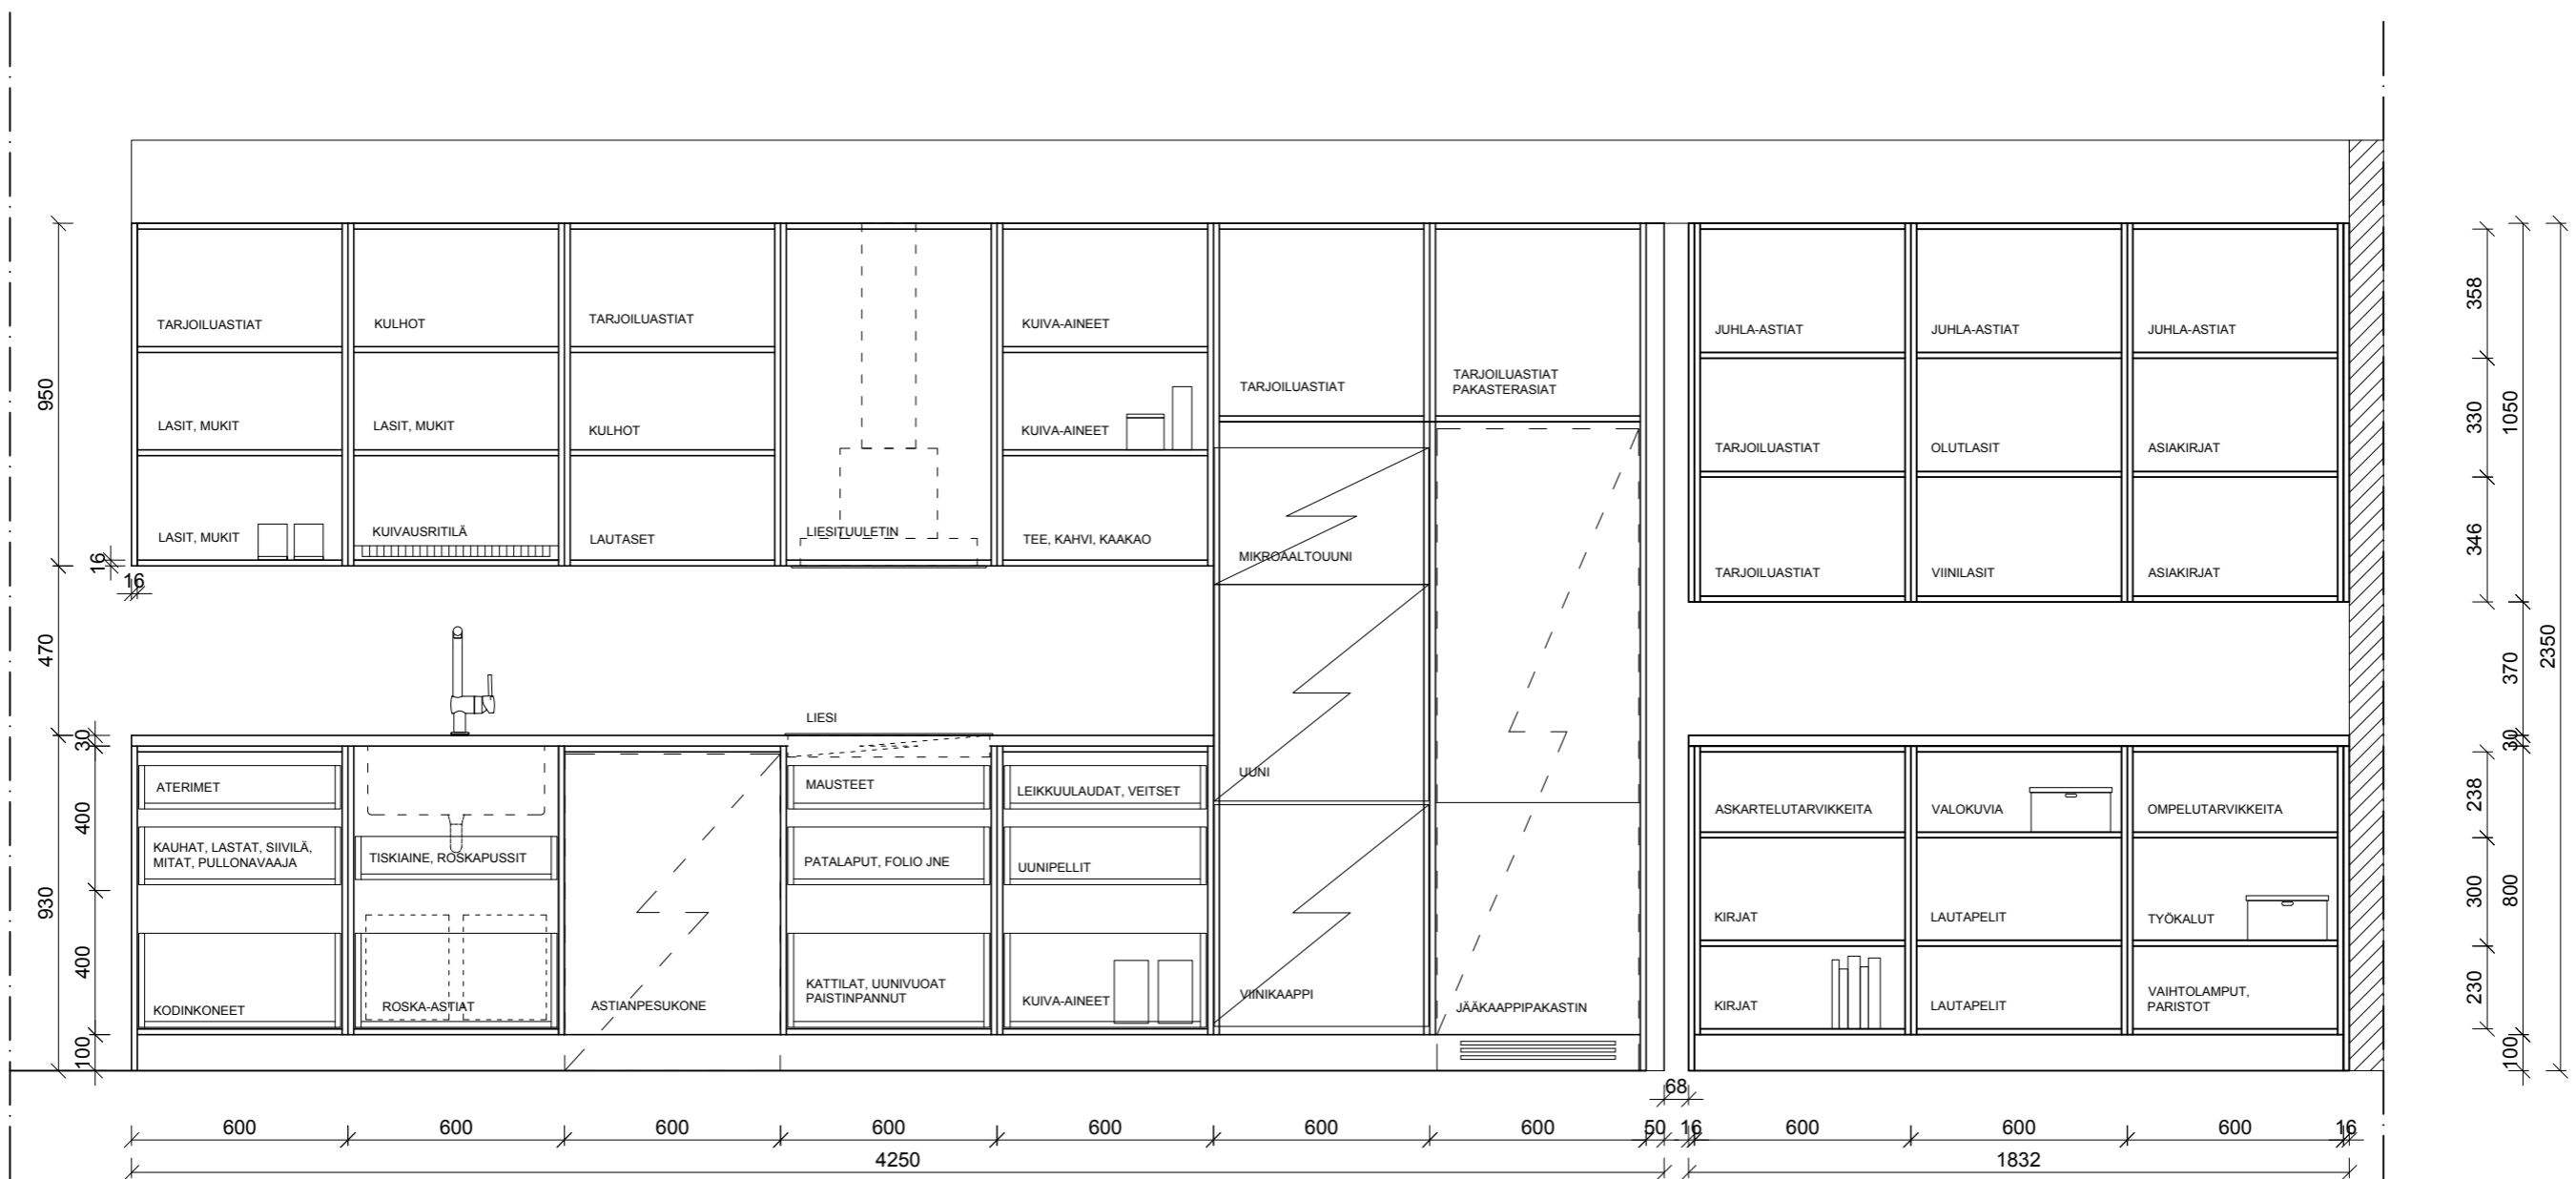 TARJOILUASTIAT
KULHOT
TARJOILUASTIAT
KUIVA-AINEET
JUHLA-ASTIAT
JUHLA-ASTIAT
JUHLA-ASTIAT
358
TARJOILUASTIAT
TARJOILUASTIAT
PAKASTERASIAT
950
LASIT, MUKIT
LASIT, MUKIT
KULHOT
KUIVA-AINEET
TARJOILUASTIAT
OLUTLASIT
ASIAKIRJAT
330
1050
LASIT, MUKIT
KUIVAUSRITILÄ
LAUTASET
LIESITUULETIN
TEE, KAHVI, KAAKAO
MIKROAALTOUUNI
TARJOILUASTIAT
VIINILASIT
ASIAKIRJAT
346
16
16
470
370
2350
LIESI
30
30
ATERIMET
MAUSTEET
LEIKKUULAUDAT, VEITSET
UUNI
ASKARTELUTARVIKKEITA
VALOKUVIA
OMPELUTARVIKKEITA
238
400
KAUHAT, LASTAT, SIIVILÄ,
MITAT, PULLONAVAAJA
TISKIAINE, ROSKAPUSSIT
PATALAPUT, FOLIO JNE
UUNIPELLIT
930
KIRJAT
LAUTAPELIT
TYÖKALUT
300
800
400
KODINKONEET
ROSKA-ASTIAT
ASTIANPESUKONE
KATTILAT, UUNIVUOAT
PAISTINPANNUT
KUIVA-AINEET
VIINIKAAPPI
JÄÄKAAPPIPAKASTIN
KIRJAT
LAUTAPELIT
VAIHTOLAMPUT,
PARISTOT
230
100
100
68
600
600
600
600
600
600
600
50
16
600
600
600
16
4250
1832